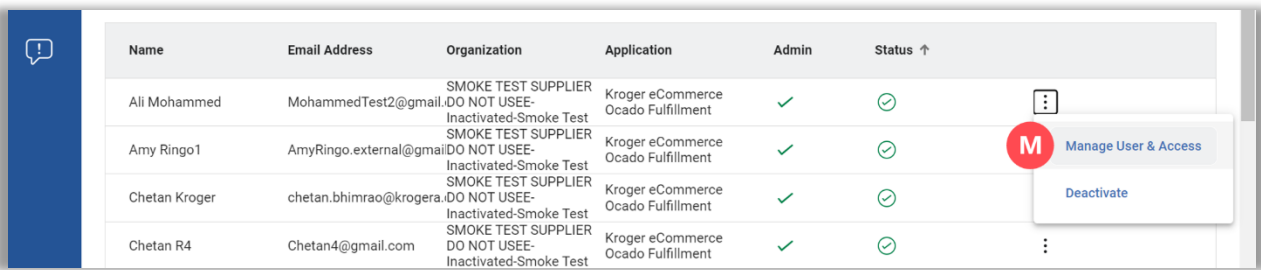 Name Email Address Organization Application Admin Status ↑
SMOKE TEST SUPPLIER
Ali Mohammed MohammedTest2@gmail. DO NOT USEE- Kroger eCommerce
Inactivated-Smoke Test Ocado Fulfillment
SMOKE TEST SUPPLIER
Amy Ringo1 AmyRingo.external@gmail DO NOT USEE- Kroger eCommerce M Manage User & Access
Inactivated-Smoke Test Ocado Fulfillment
SMOKE TEST SUPPLIER
Chetan Kroger chetan.bhimrao@krogera. DO NOT USEE- Kroger eCommerce Deactivate
Inactivated-Smoke Test Ocado Fulfillment
SMOKE TEST SUPPLIER
Chetan R4 Chetan4@gmail.com DO NOT USEE- Kroger eCommerce
Inactivated-Smoke Test Ocado Fulfillment